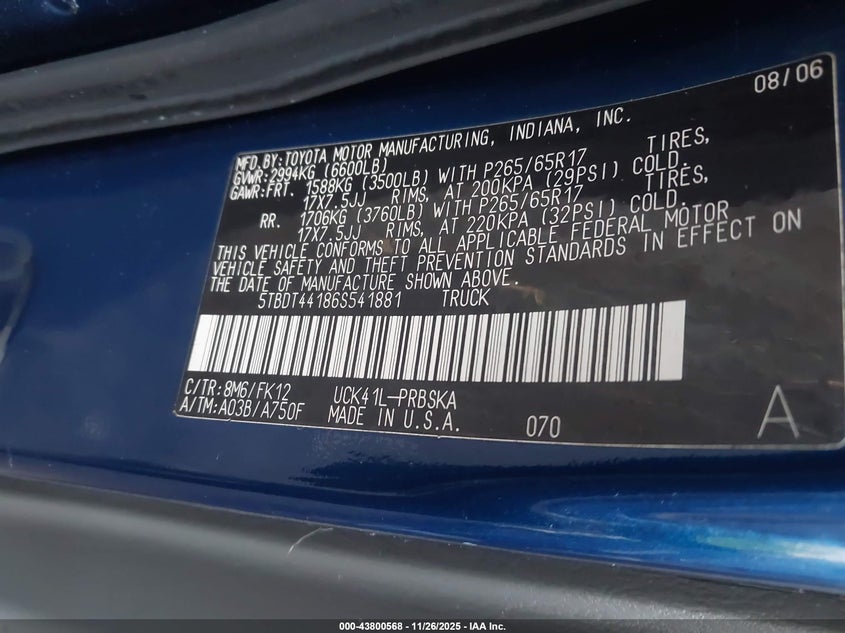 08/06
MFD.BY:TOYOTA MOTOR MANUFACTURING, INDIANA, INC.
GVWR:2994KG (6600LB)
GAWR:FRT. 1588KG (3500LB) WITH P265/65R17 TIRES,
17X7.5JJ RIMS, AT 200KPA (29PSI) COLD.
RR. 1706KG (3760LB) WITH P265/65R17 TIRES,
17X7.5JJ RIMS, AT 220KPA (32PSI) COLD.
THIS VEHICLE CONFORMS TO ALL APPLICABLE FEDERAL MOTOR
VEHICLE SAFETY AND THEFT PREVENTION STANDARDS IN EFFECT ON
THE DATE OF MANUFACTURE SHOWN ABOVE.
5TBDT44186S541881 TRUCK
C/TR:8M6/FK12 UCK41L-PRBSKA
A/TM:A03B/A750F MADE IN U.S.A. 070 A
000-43800568 - 11/26/2025 - IAA Inc.